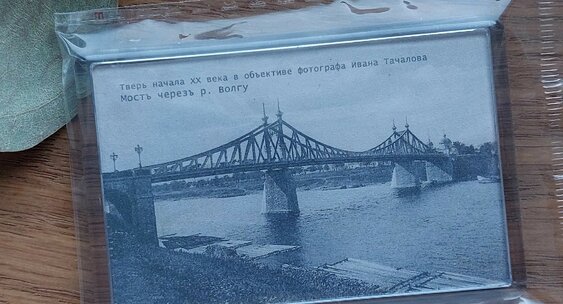 Тверь начала XX века в объективе фотографа Ивана Тачалова
Мостъ черезъ р. Волгу